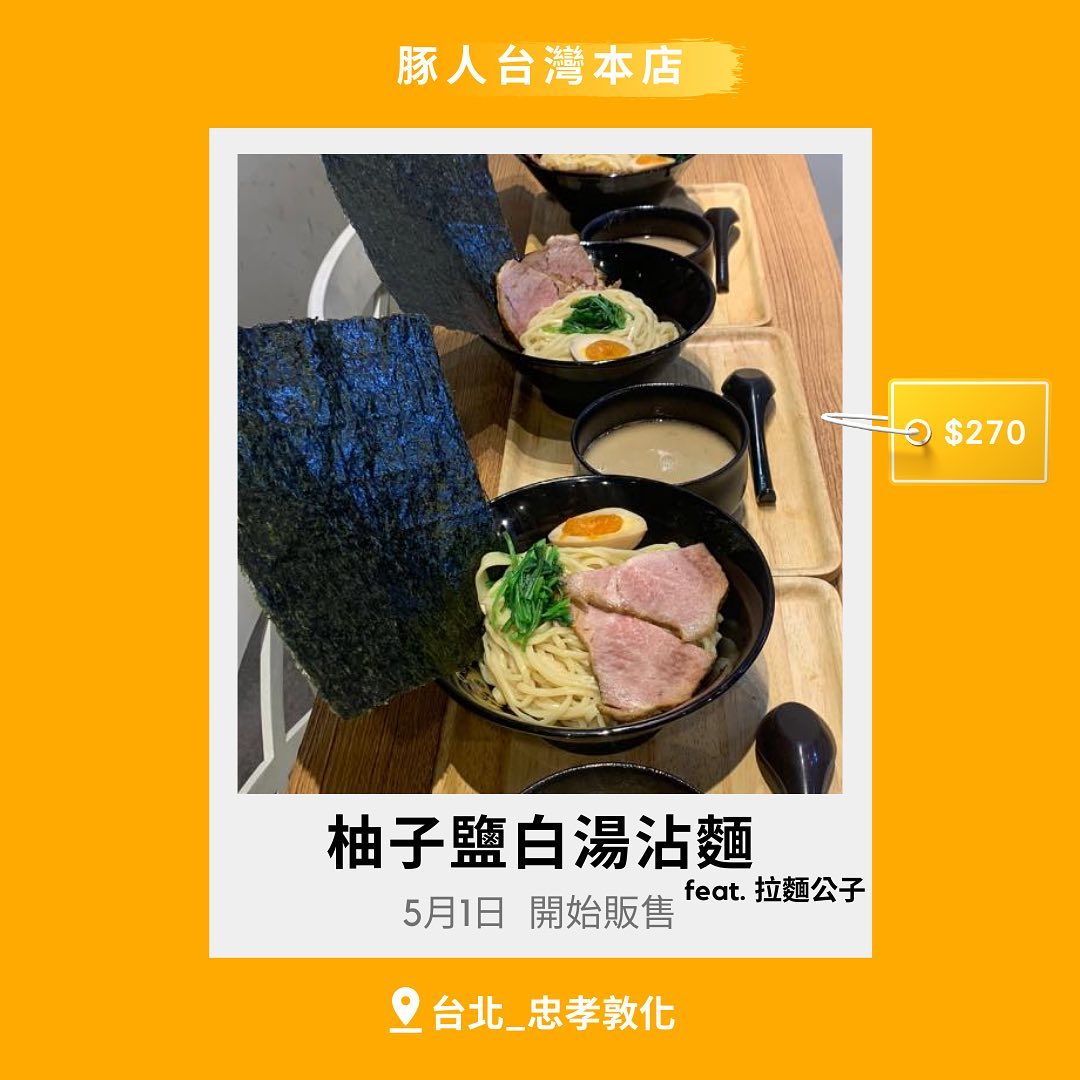 豚人台灣本店
$270
柚子鹽白湯沾麵
feat. 拉麵公子
5月1日 開始販售
台北_忠孝敦化